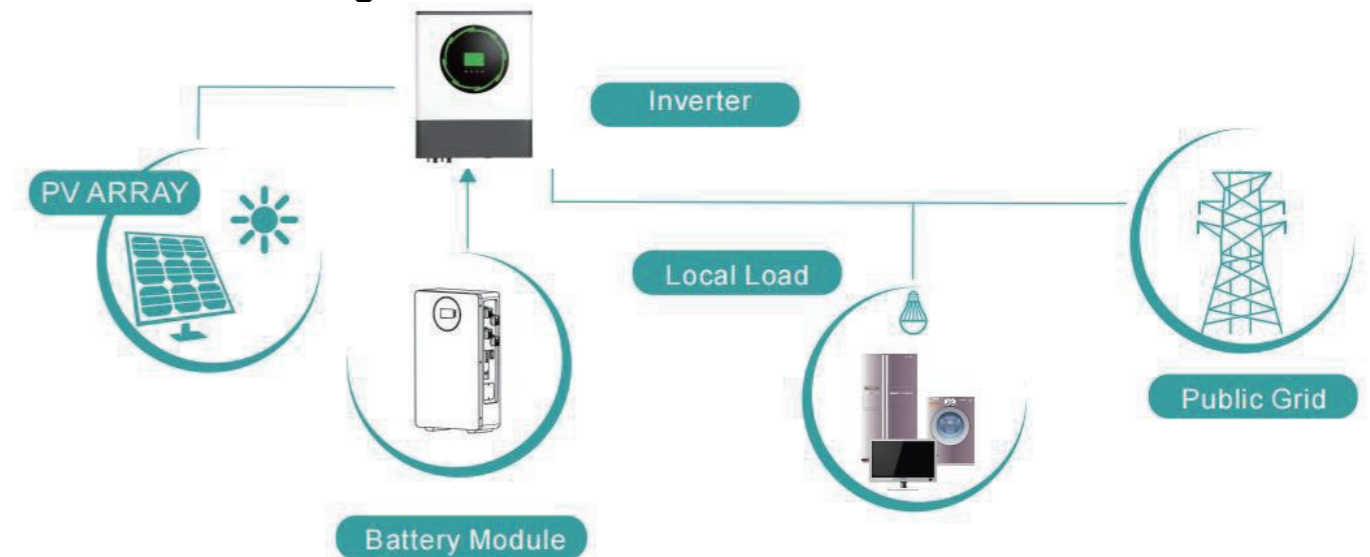 Inverter
PV ARRAY
Local Load
Public Grid
Battery Module